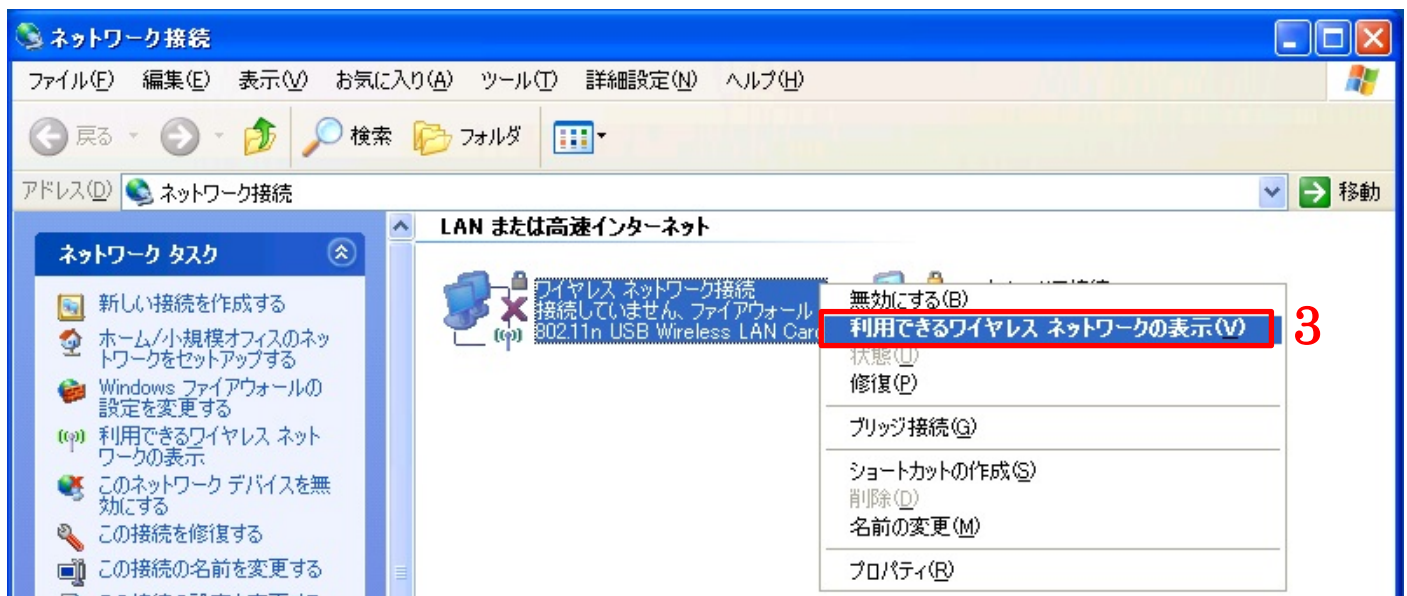 ネットワーク接続
ファイル(F) 編集(E) 表示(V) お気に入り(A) ツール(T) 詳細設定(N) ヘルプ(H)
戻る 検索 フォルダ
アドレス(D) ネットワーク接続 移動
ネットワーク タスク
新しい接続を作成する
ホーム/小規模オフィスのネッ
トワークをセットアップする
Windows ファイアウォールの
設定を変更する
利用できるワイヤレス ネット
ワークの表示
このネットワーク デバイスを無
効にする
この接続を修復する
この接続の名前を変更する
LAN または高速インターネット
ワイヤレス ネットワーク接続
接続していません、ファイアウォール
802.11n USB Wireless LAN Card
無効にする(B)
利用できるワイヤレス ネットワークの表示(V)
3
状態(U)
修復(P)
ブリッジ接続(G)
ショートカットの作成(S)
削除(D)
名前の変更(M)
プロパティ(R)